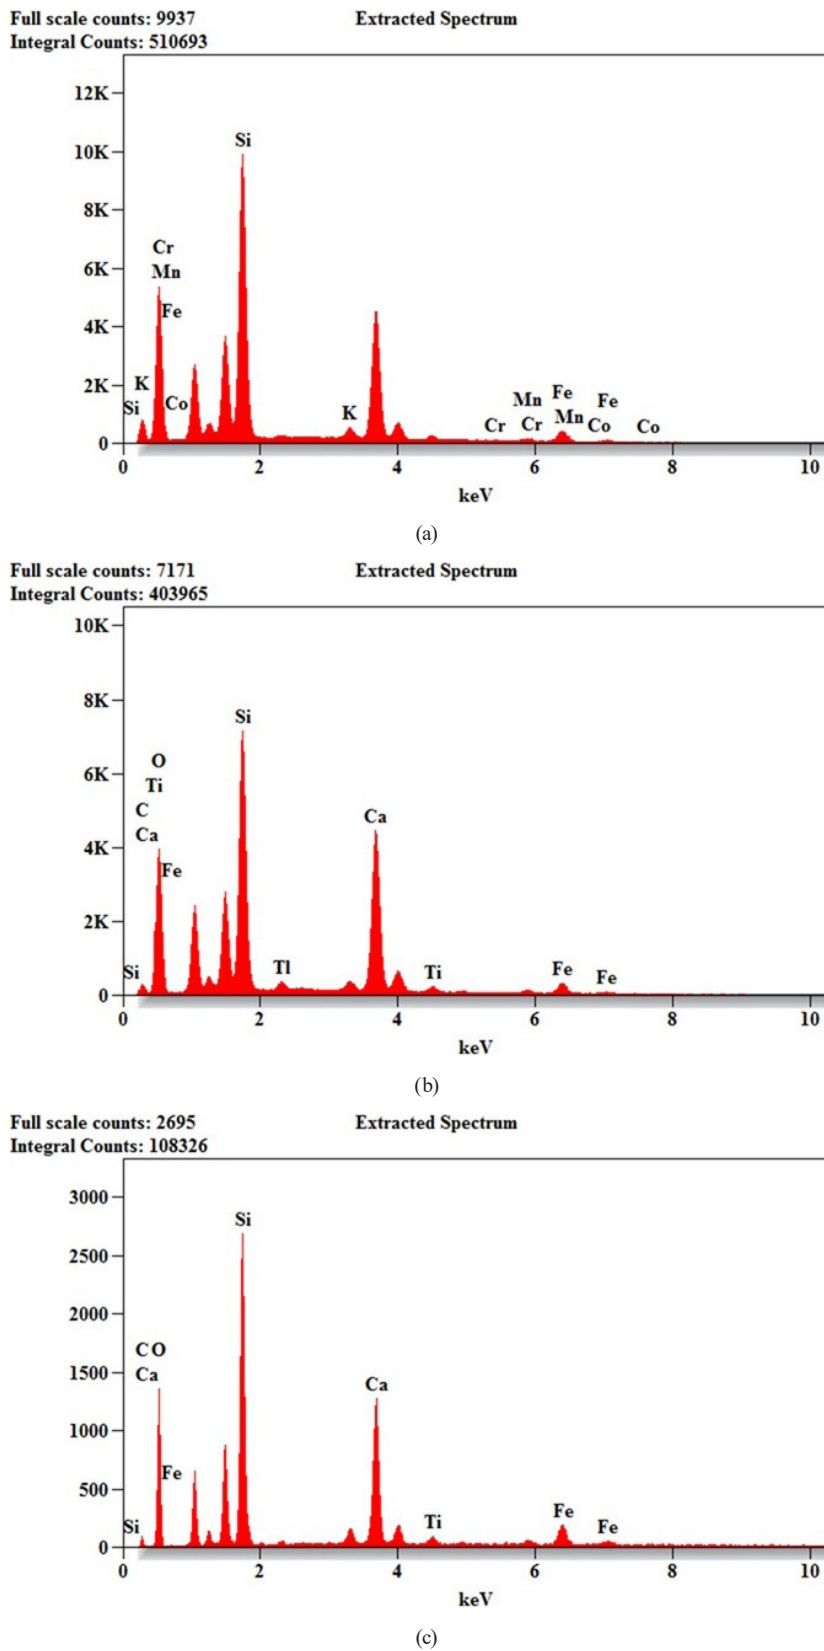 Full scale counts: 9937 Extracted Spectrum
Integral Counts: 510693
12K
10K
Si
8K
Cr
6K
Mn
Fe
4K
K
2K
Si
Co
K
Mn
Fe
Fe
Cr
Mn
Cr
Co
Co
0
0 2 4 6 8 10
keV
(a)
Full scale counts: 7171 Extracted Spectrum
Integral Counts: 403965
10K
8K
Si
O
6K
Ti
C
Ca
Ca
4K
Fe
2K
Si
Tl
Ti
Fe
Fe
0
0 2 4 6 8 10
keV
(b)
Full scale counts: 2695 Extracted Spectrum
Integral Counts: 108326
3000
Si
2500
2000
C O
1500
Ca
Ca
1000
Fe
500
Si
Ti
Fe
Fe
0
0 2 4 6 8 10
keV
(c)